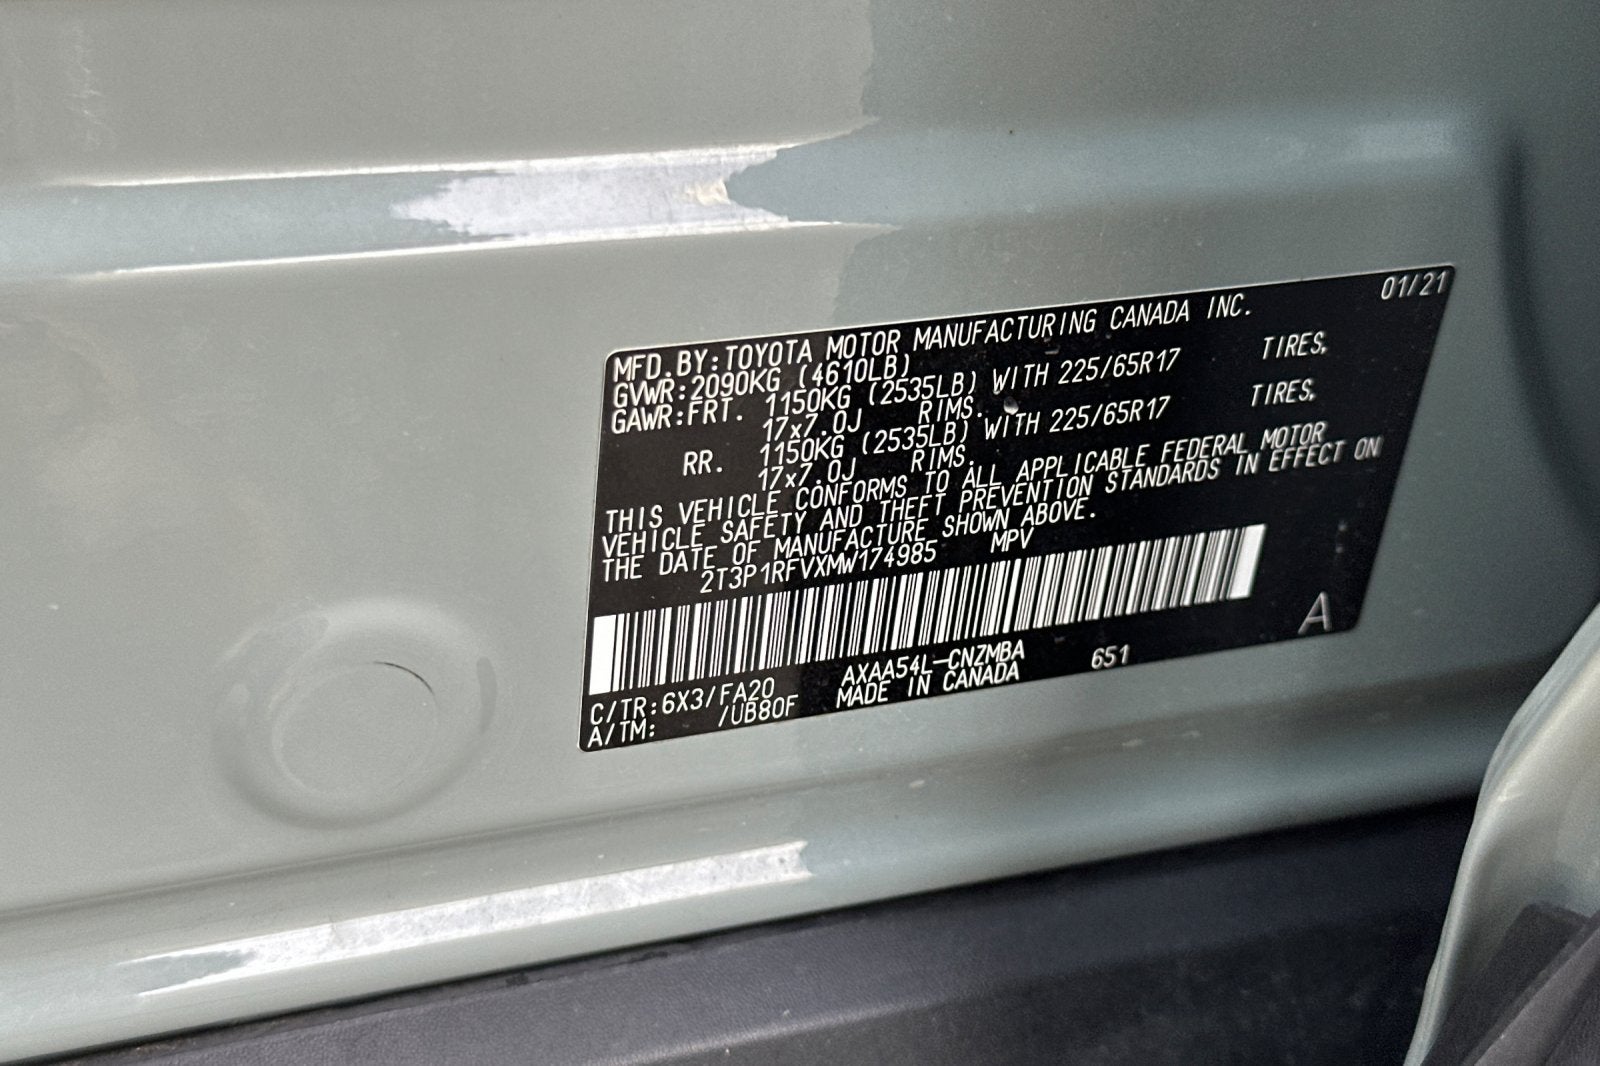 01/21
MFD.BY:TOYOTA MOTOR MANUFACTURING CANADA INC.
GVWR:2090KG (4610LB)
GAWR:FRT. 1150KG (2535LB) WITH 225/65R17 TIRES,
17x7.0J RIMS.
RR. 1150KG (2535LB) WITH 225/65R17 TIRES,
17x7.0J RIMS.
THIS VEHICLE CONFORMS TO ALL APPLICABLE FEDERAL MOTOR
VEHICLE SAFETY AND THEFT PREVENTION STANDARDS IN EFFECT ON
THE DATE OF MANUFACTURE SHOWN ABOVE.
2T3P1RFVXMW174985 MPV
A
C/TR:6X3/FA20 AXAA54L-CNZMBA 651
A/TM: /UB80F MADE IN CANADA